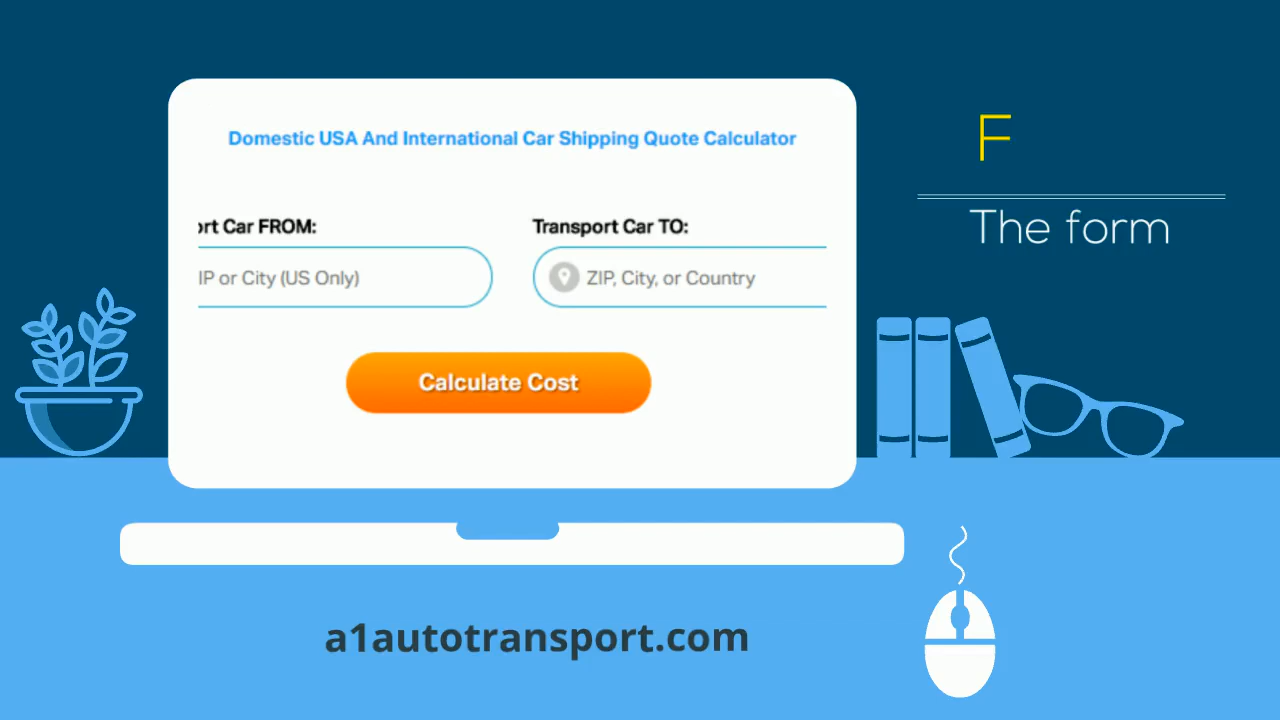 Domestic USA And International Car Shipping Quote Calculator
ort Car FROM:
Transport Car TO:
IP or City (US Only)
ZIP, City, or Country
Calculate Cost
F
The form
a1autotransport.com